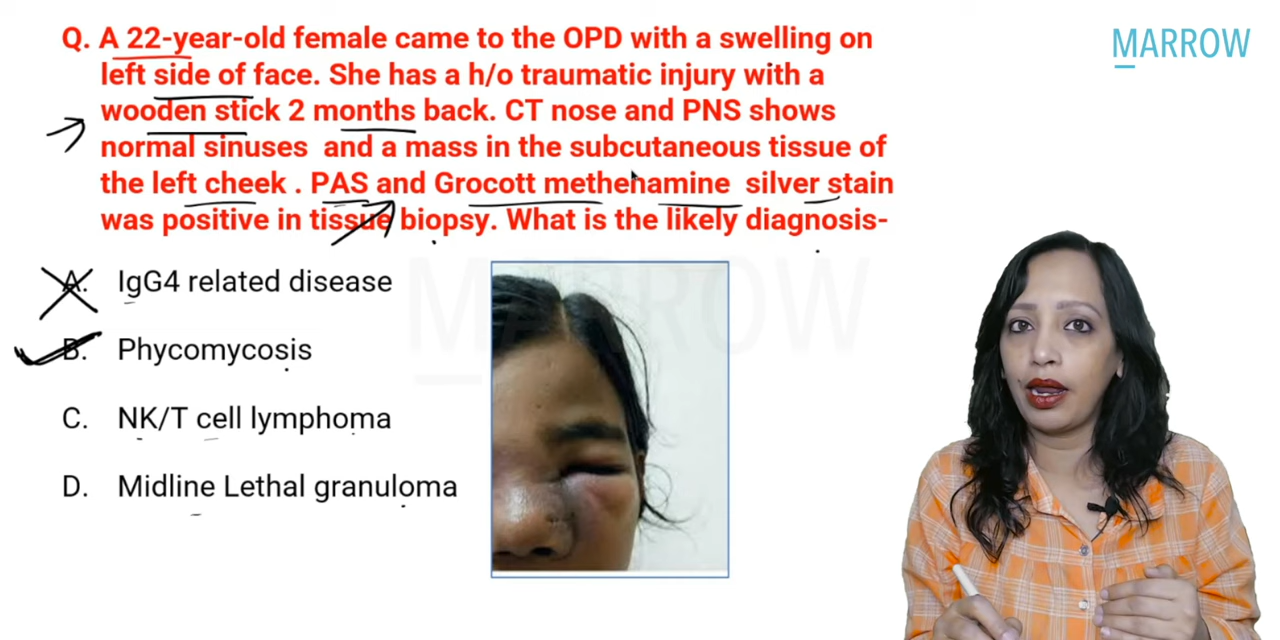 Q. A 22-year-old female came to the OPD with a swelling on
left side of face. She has a h/o traumatic injury with a
wooden stick 2 months back. CT nose and PNS shows
normal sinuses and a mass in the subcutaneous tissue of
the left cheek . PAS and Grocott methenamine silver stain
was positive in tissue biopsy. What is the likely diagnosis-
A. IgG4 related disease
B. Phycomycosis
C. NK/T cell lymphoma
D. Midline Lethal granuloma
MARROW
MARROW